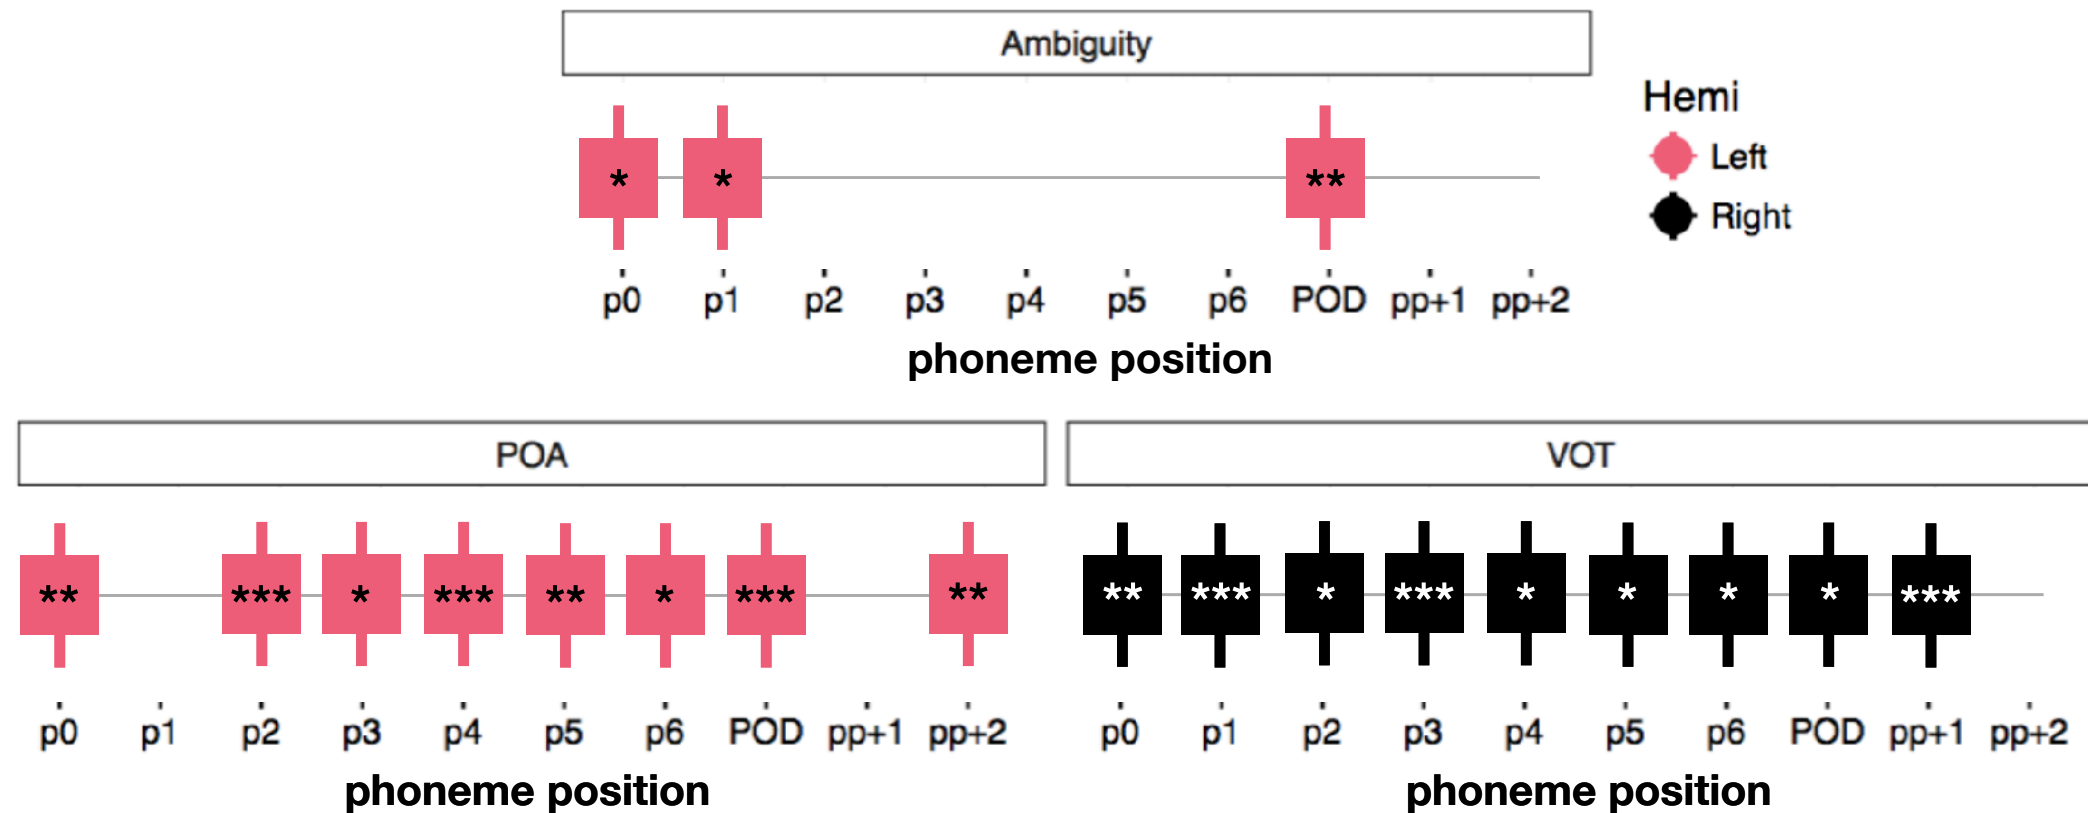 Ambiguity
Hemi
Left
Right
* * **
p0 p1 p2 p3 p4 p5 p6 POD pp+1 pp+2
phoneme position
POA
VOT
** *** * *** ** * *** **
** *** * *** * * * * ***
p0 p1 p2 p3 p4 p5 p6 POD pp+1 pp+2
p0 p1 p2 p3 p4 p5 p6 POD pp+1 pp+2
phoneme position
phoneme position